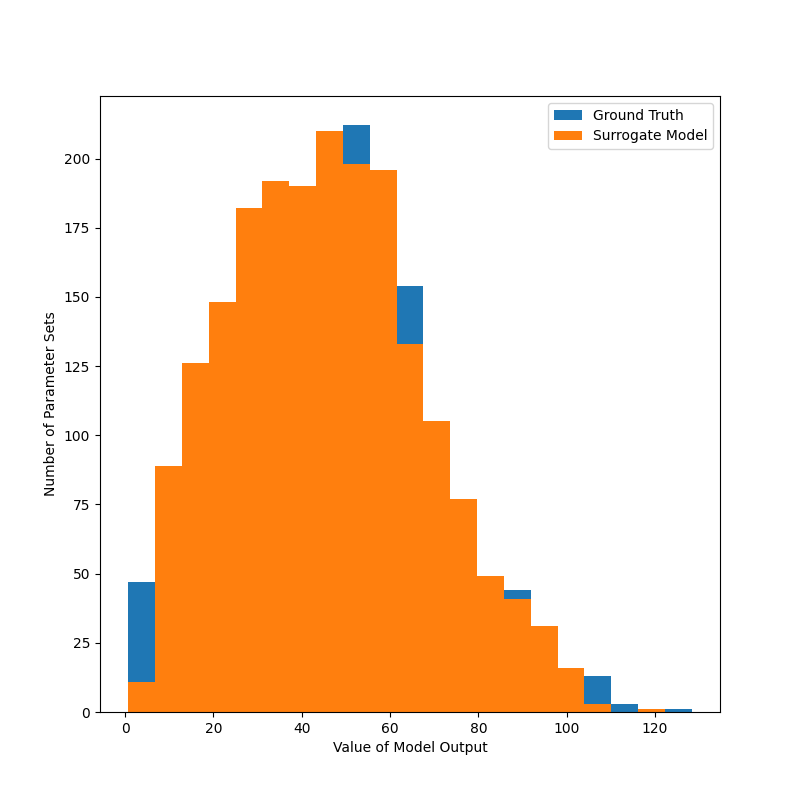 Ground Truth
Surrogate Model
Number of Parameter Sets
200
175
150
125
100
75
50
25
0
0 20 40 60 80 100 120
Value of Model Output